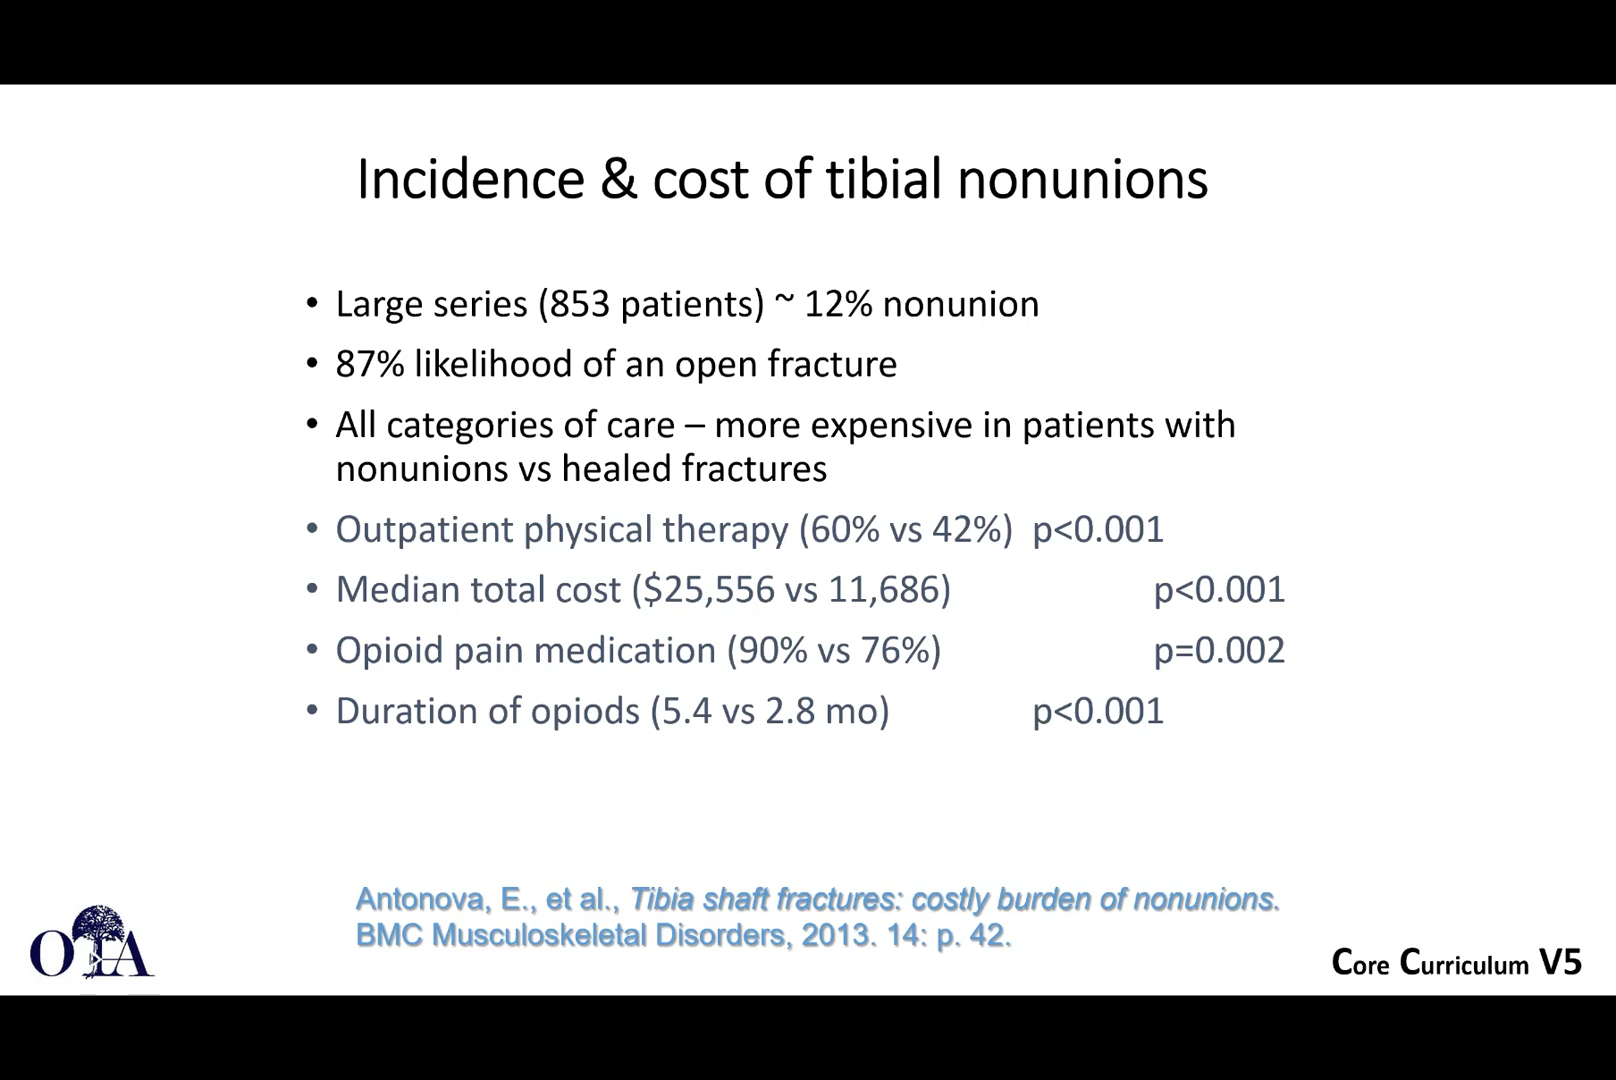 Incidence & cost of tibial nonunions
• Large series (853 patients) ~ 12% nonunion
• 87% likelihood of an open fracture
• All categories of care – more expensive in patients with
nonunions vs healed fractures
• Outpatient physical therapy (60% vs 42%) p<0.001
• Median total cost ($25,556 vs 11,686) p<0.001
• Opioid pain medication (90% vs 76%) p=0.002
• Duration of opiods (5.4 vs 2.8 mo) p<0.001
Antonova, E., et al., Tibia shaft fractures: costly burden of nonunions.
BMC Musculoskeletal Disorders, 2013. 14: p. 42.
OTA
Core Curriculum V5